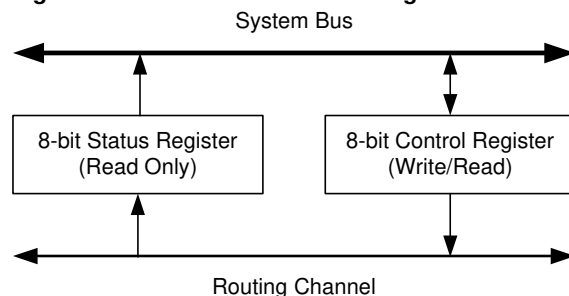 System Bus
8-bit Status Register
(Read Only)
8-bit Control Register
(Write/Read)
Routing Channel